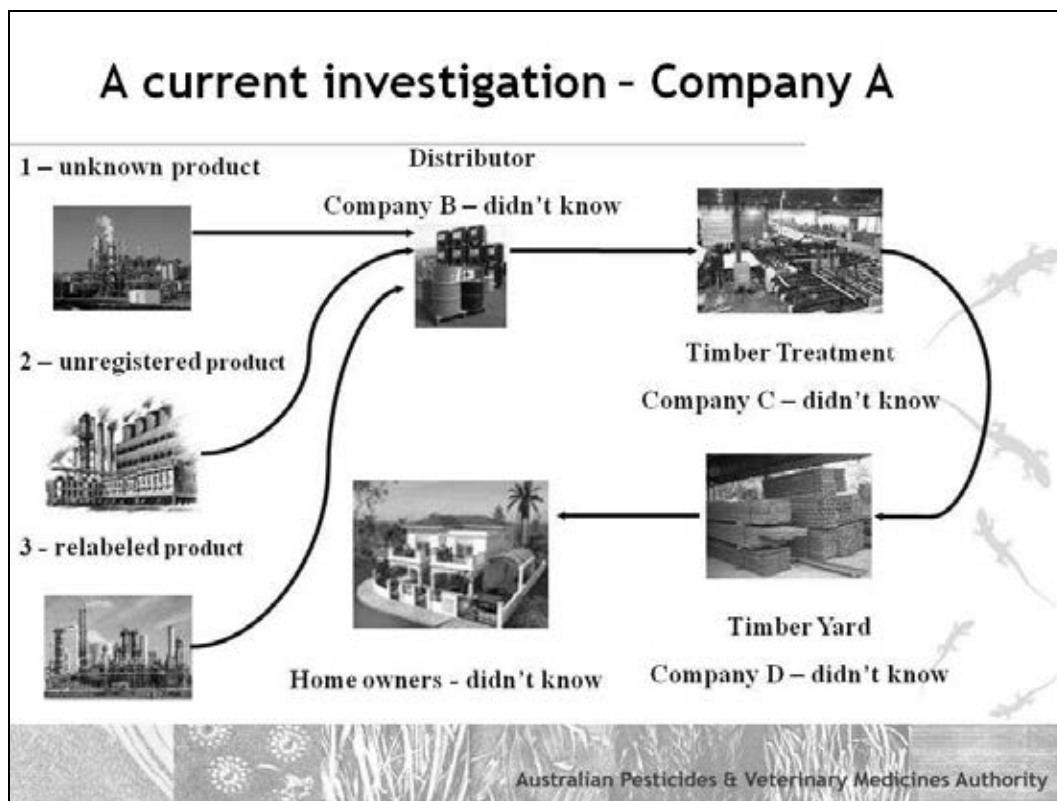 A current investigation – Company A
1 – unknown product
Distributor
Company B – didn't know
2 – unregistered product
Timber Treatment
Company C – didn't know
3 - relabeled product
Timber Yard
Home owners - didn't know
Company D – didn't know
Australian Pesticides & Veterinary Medicines Authority